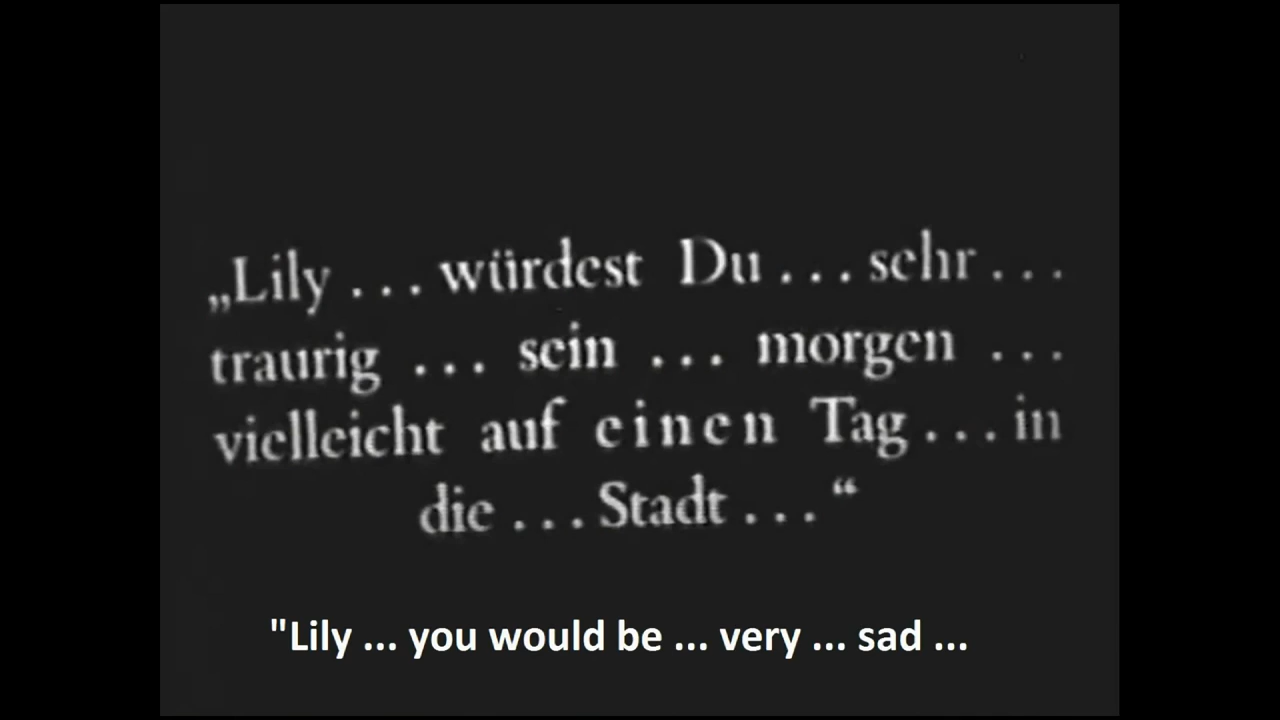 „Lily . . . würdest Du . . . sehr . . .
traurig . . . sein . . . morgen . . .
vielleicht auf einen Tag . . . in
die . . . Stadt . . . “
"Lily ... you would be ... very ... sad ...